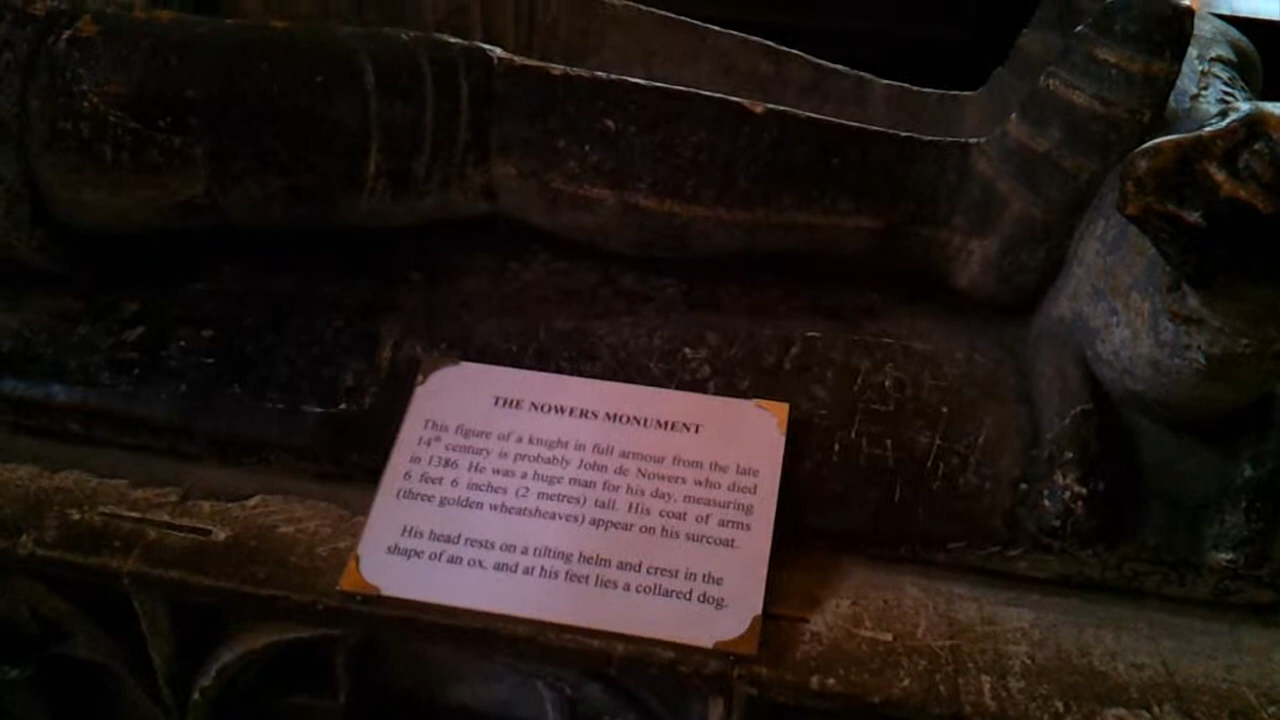 THE NOWERS MONUMENT
This figure of a knight in full armour from the late
14th century is probably John de Nowers who died
in 1386. He was a huge man for his day, measuring
6 feet 6 inches (2 metres) tall. His coat of arms
(three golden wheatsheaves) appear on his surcoat.
His head rests on a tilting helm and crest in the
shape of an ox, and at his feet lies a collared dog.